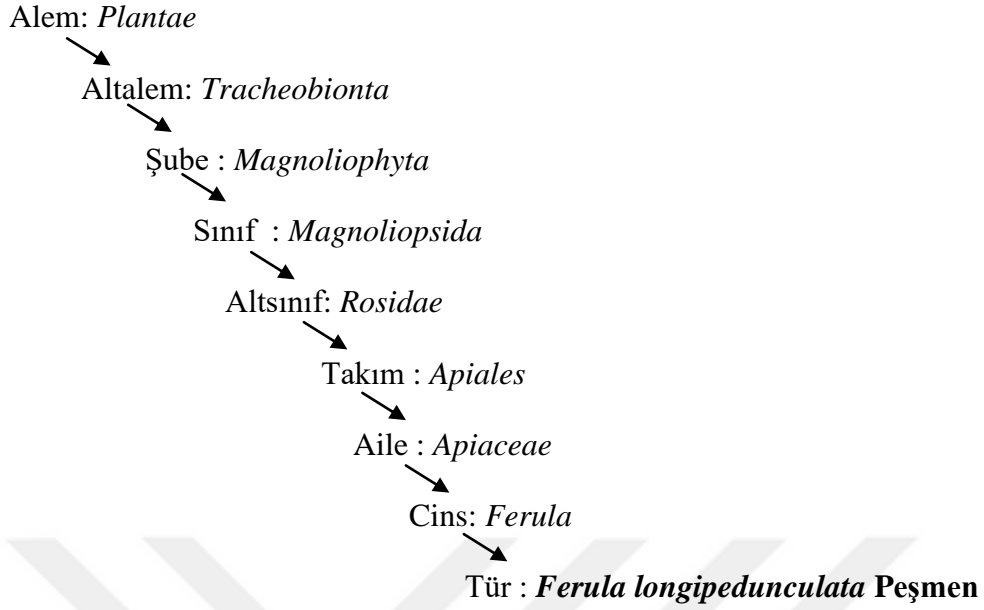 Alem: Plantae
Altalem: Tracheobionta
Şube : Magnoliophyta
Sınıf : Magnoliopsida
Altsınıf: Rosidae
Takım : Apiales
Aile : Apiaceae
Cins: Ferula
Tür : Ferula longipedunculata Peşmen